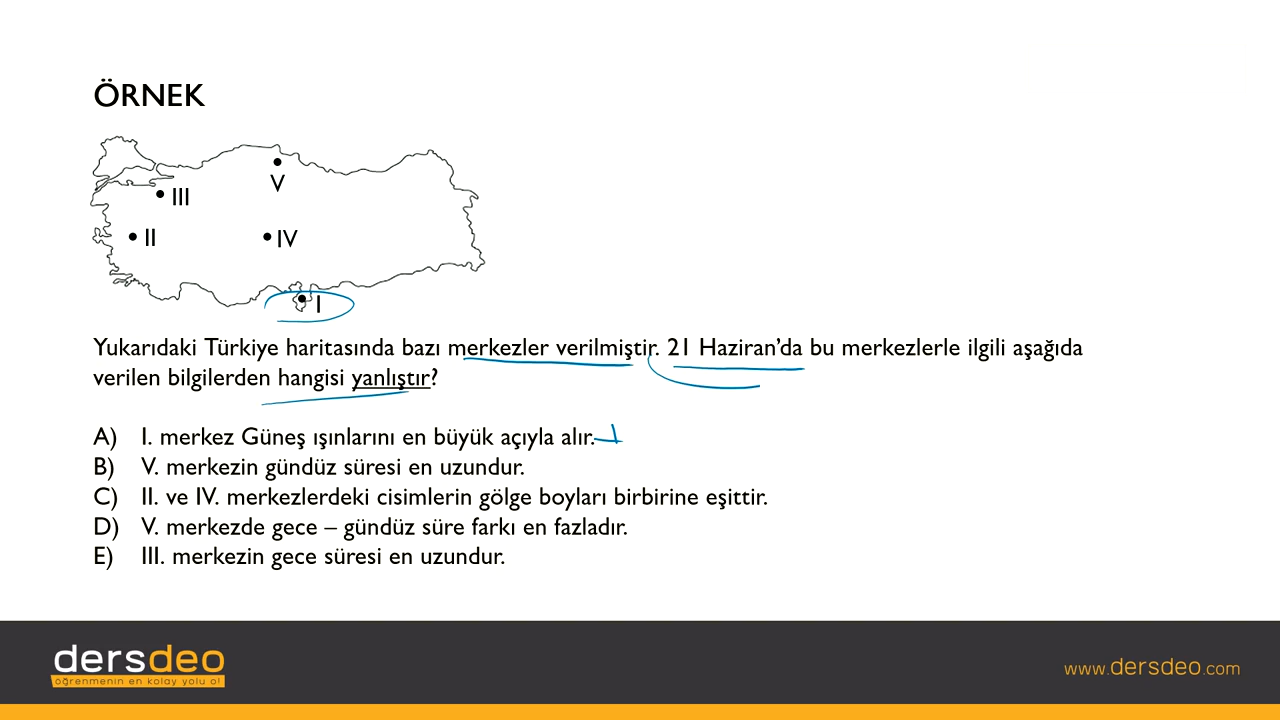 ÖRNEK
V
III
II
IV
I
Yukarıdaki Türkiye haritasında bazı merkezler verilmiştir. 21 Haziran’da bu merkezlerle ilgili aşağıda
verilen bilgilerden hangisi yanlıştır?
A) I. merkez Güneş ışınlarını en büyük açıyla alır.
B) V. merkezin gündüz süresi en uzundur.
C) II. ve IV. merkezlerdeki cisimlerin gölge boyları birbirine eşittir.
D) V. merkezde gece – gündüz süre farkı en fazladır.
E) III. merkezin gece süresi en uzundur.
dersdeo
öğrenmenin en kolay yolu o!
www.dersdeo.com